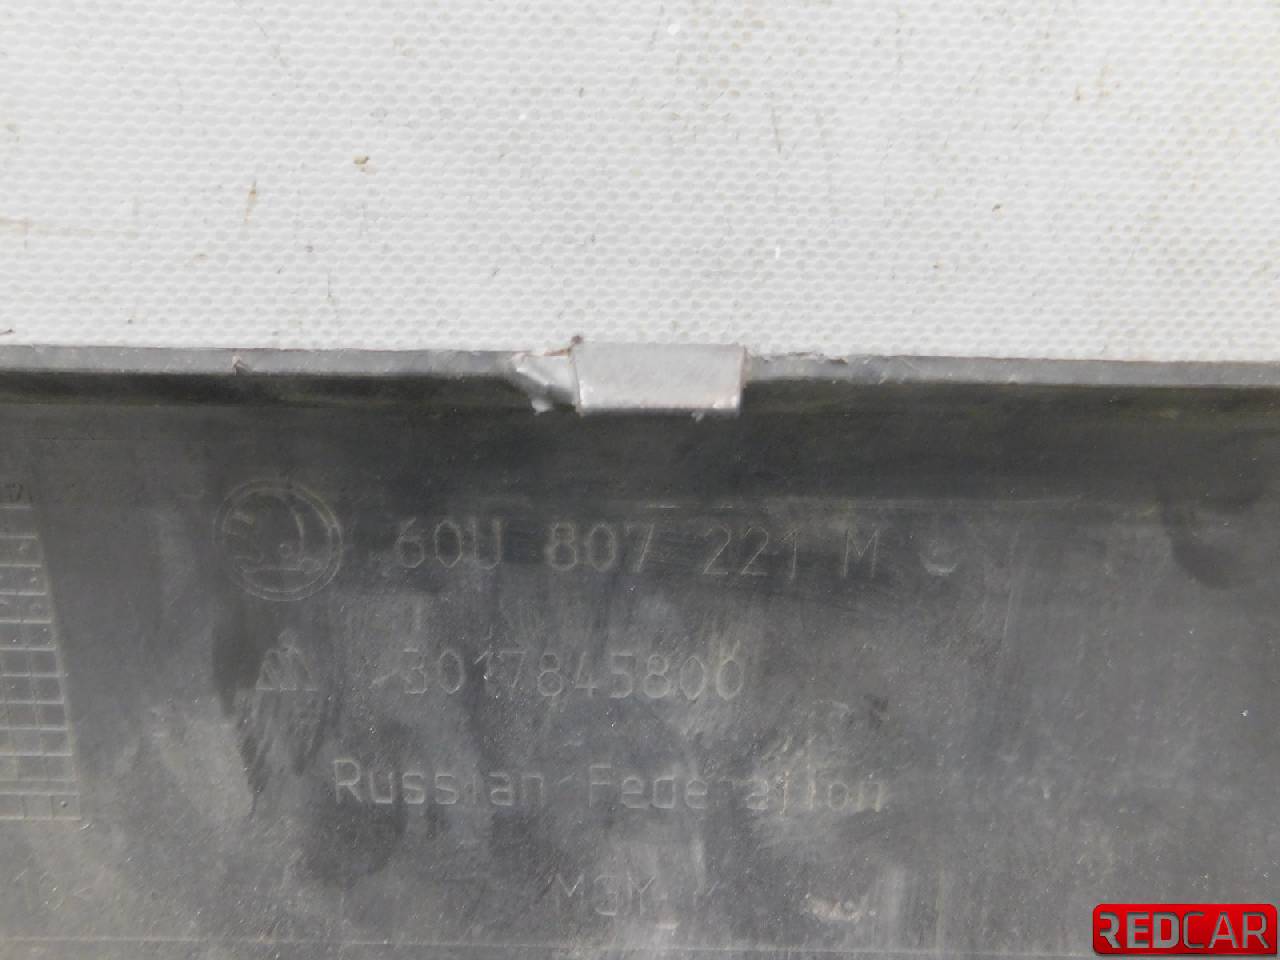 60U 807 221 M
3017845800
Russian Federation
REDCAR